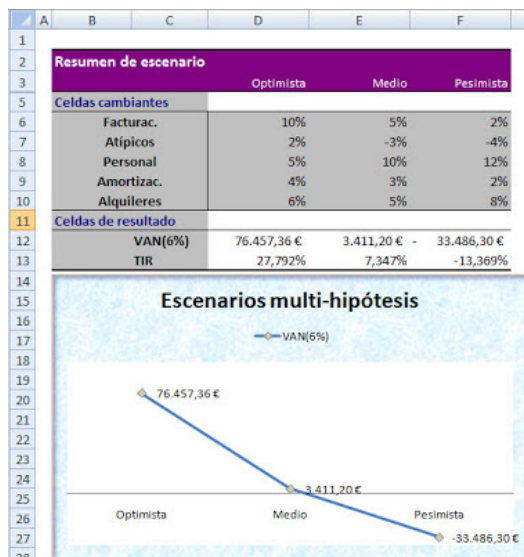 A B C D E F
1
2 Resumen de escenario
3 Optimista Medio Pesimista
5 Celdas cambiantes
6 Facturac. 10% 5% 2%
7 Atípicos 2% -3% -4%
8 Personal 5% 10% 12%
9 Amortizac. 4% 3% 2%
10 Alquileres 6% 5% 8%
11 Celdas de resultado
12 VAN(6%) 76.457,36 € 3.411,20 € - 33.486,30 €
13 TIR 27,792% 7,347% -13,369%
14
15 Escenarios multi-hipótesis
16
17 VAN(6%)
18
19
20 76.457,36 €
21
22
23
24 3.411,20 €
25
26 Optimista Medio Pesimista
27 -33.486,30 €
28